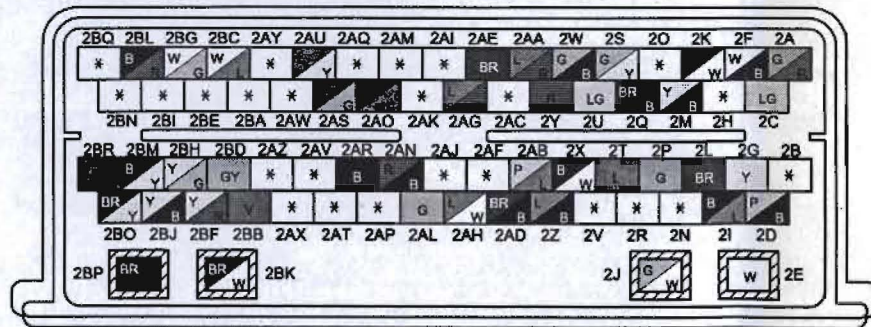 2BQ 2BL 2BG 2BC 2AY 2AU 2AQ 2AM 2AI 2AE 2AA 2W 2S 2O 2K 2F 2A
* B R W G W L * Y * * * BR L R G B G Y * W W B G R
* * * * * G * L * R LG BR B Y B * LG
2BN 2BI 2BE 2BA 2AW 2AS 2AO 2AK 2AG 2AC 2Y 2U 2Q 2M 2H 2C
2BR 2BM 2BH 2BD 2AZ 2AV 2AR 2AN 2AJ 2AF 2AB 2X 2T 2P 2L 2G 2B
B Y Y G GY * * B R B * * P L B W L G BR Y *
BR Y Y B Y R V * * * G L W BR B L B * * * B L P B
2BO 2BJ 2BF 2BB 2AX 2AT 2AP 2AL 2AH 2AD 2Z 2V 2R 2N 2I 2D
2BP BR BR W 2BK 2J G W W 2E